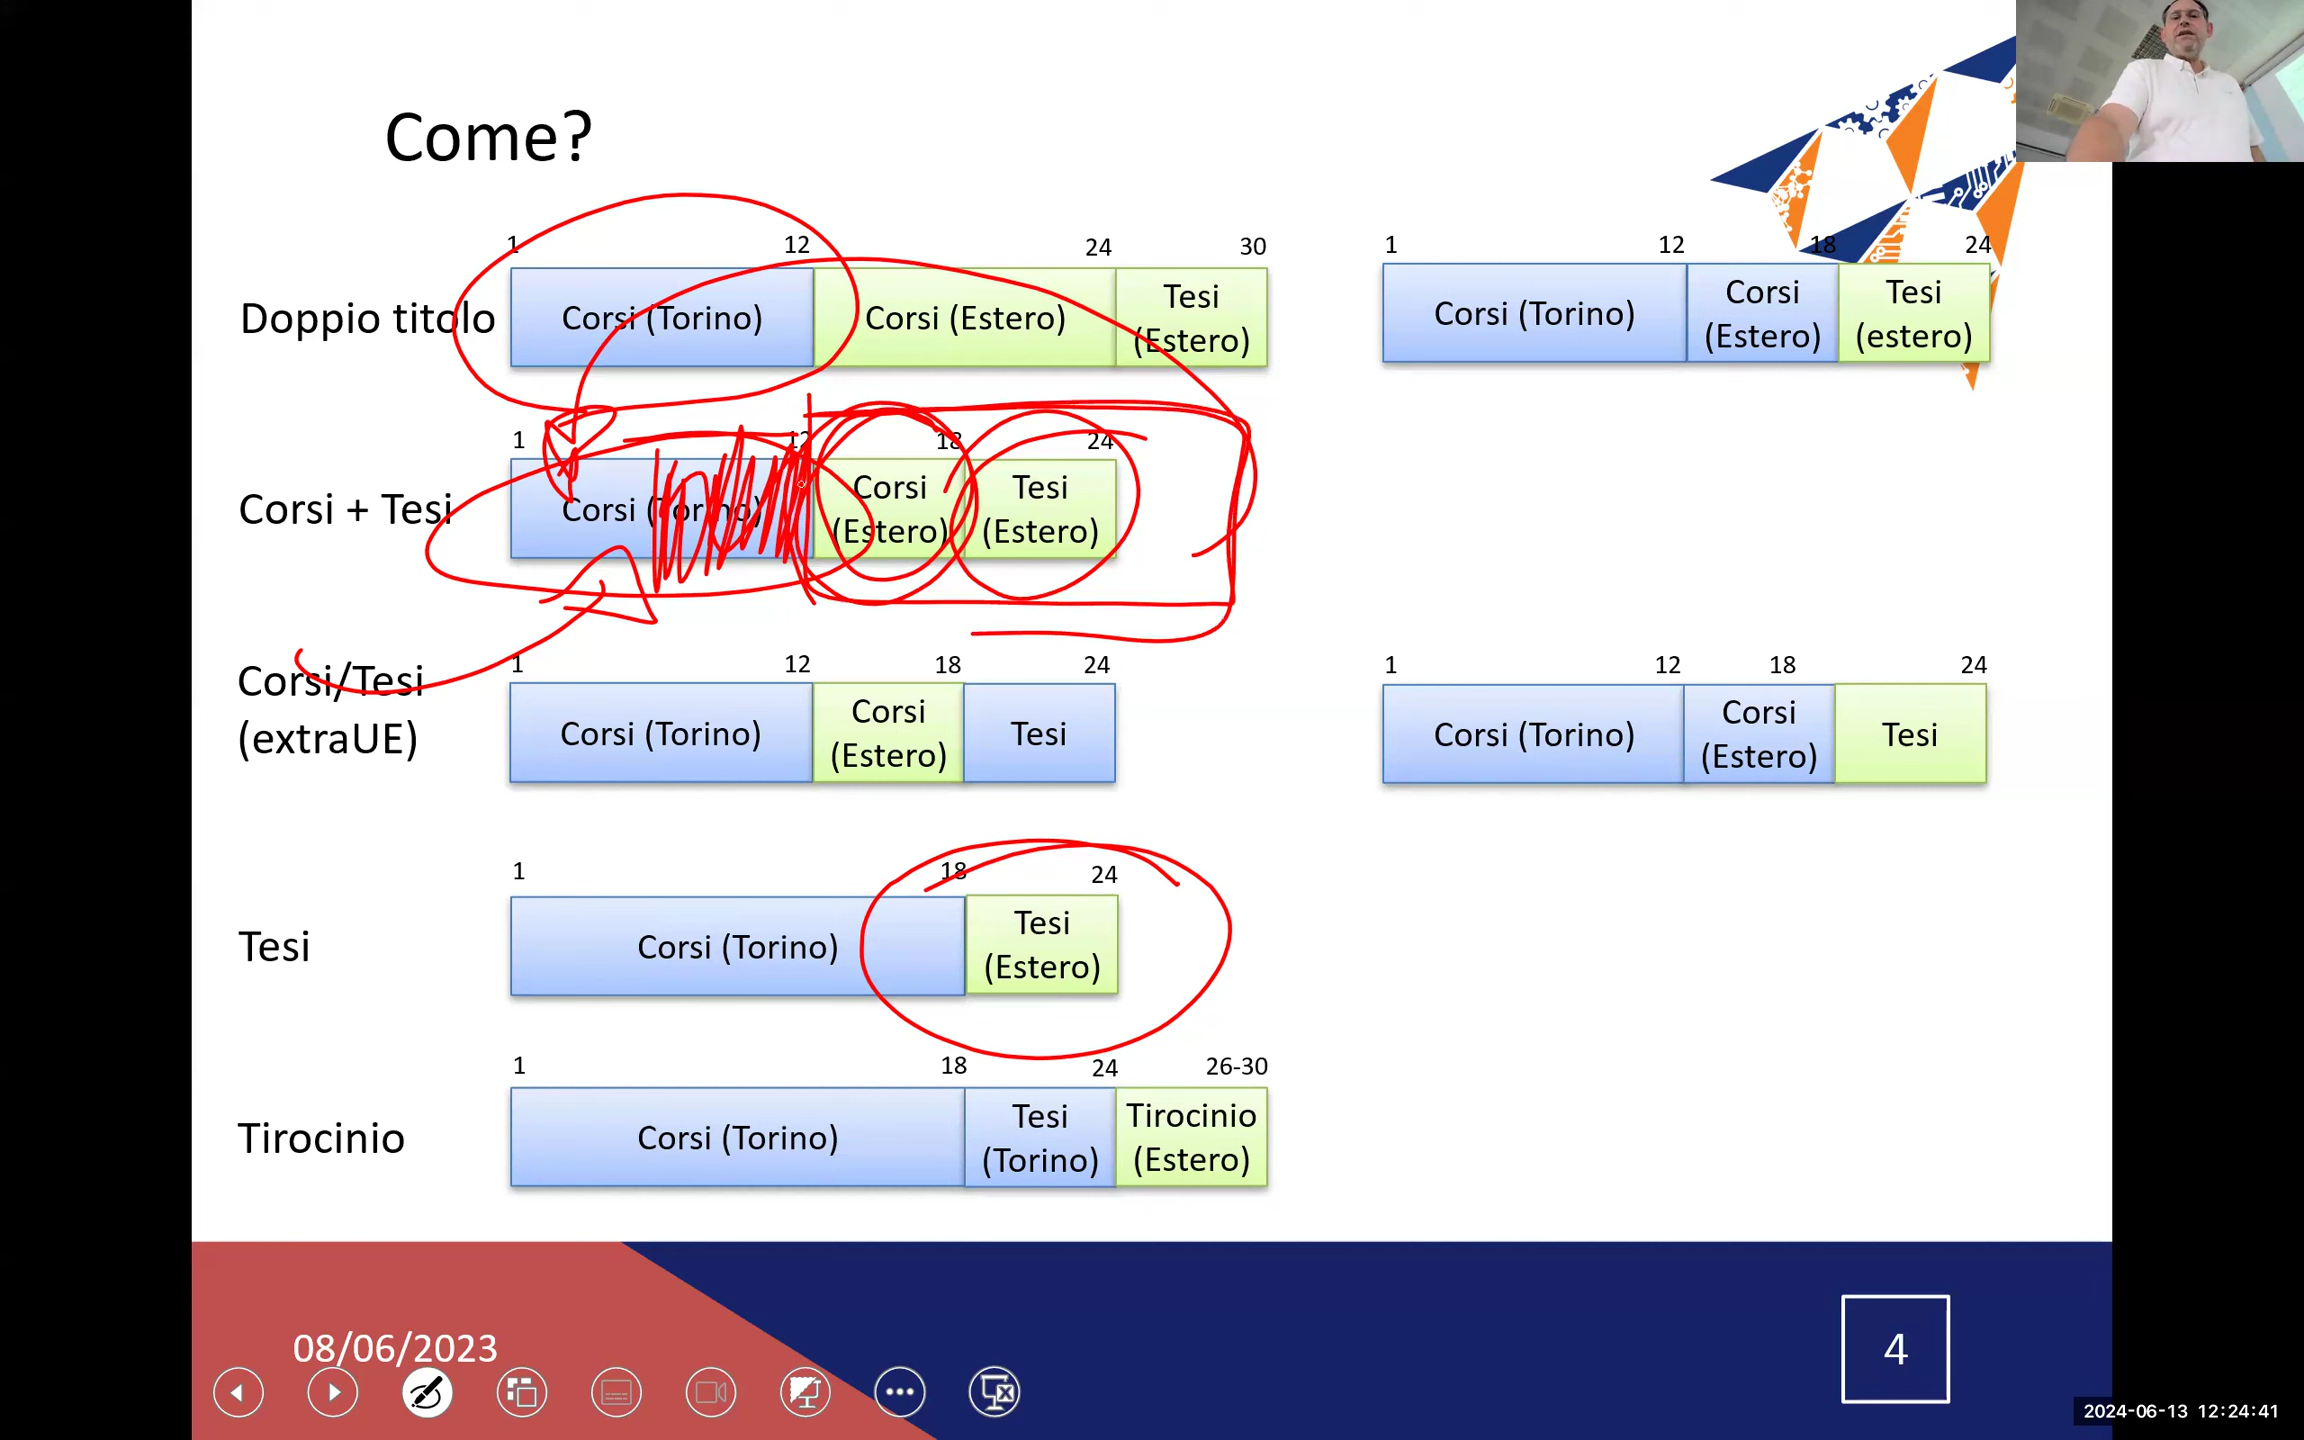 Come?
1 12 24 30
Doppio titolo
Corsi (Torino)
Corsi (Estero)
Tesi
(Estero)
1 12 18 24
Corsi (Torino)
Corsi
(Estero)
Tesi
(estero)
1 12 18 24
Corsi + Tesi
Corsi (Torino)
Corsi
(Estero)
Tesi
(Estero)
Corsi/Tesi
(extraUE)
1 12 18 24
Corsi (Torino)
Corsi
(Estero)
Tesi
1 12 18 24
Corsi (Torino)
Corsi
(Estero)
Tesi
1 18 24
Tesi
Corsi (Torino)
Tesi
(Estero)
1 18 24 26-30
Tirocinio
Corsi (Torino)
Tesi
(Torino)
Tirocinio
(Estero)
08/06/2023
4
2024-06-13 12:24:41